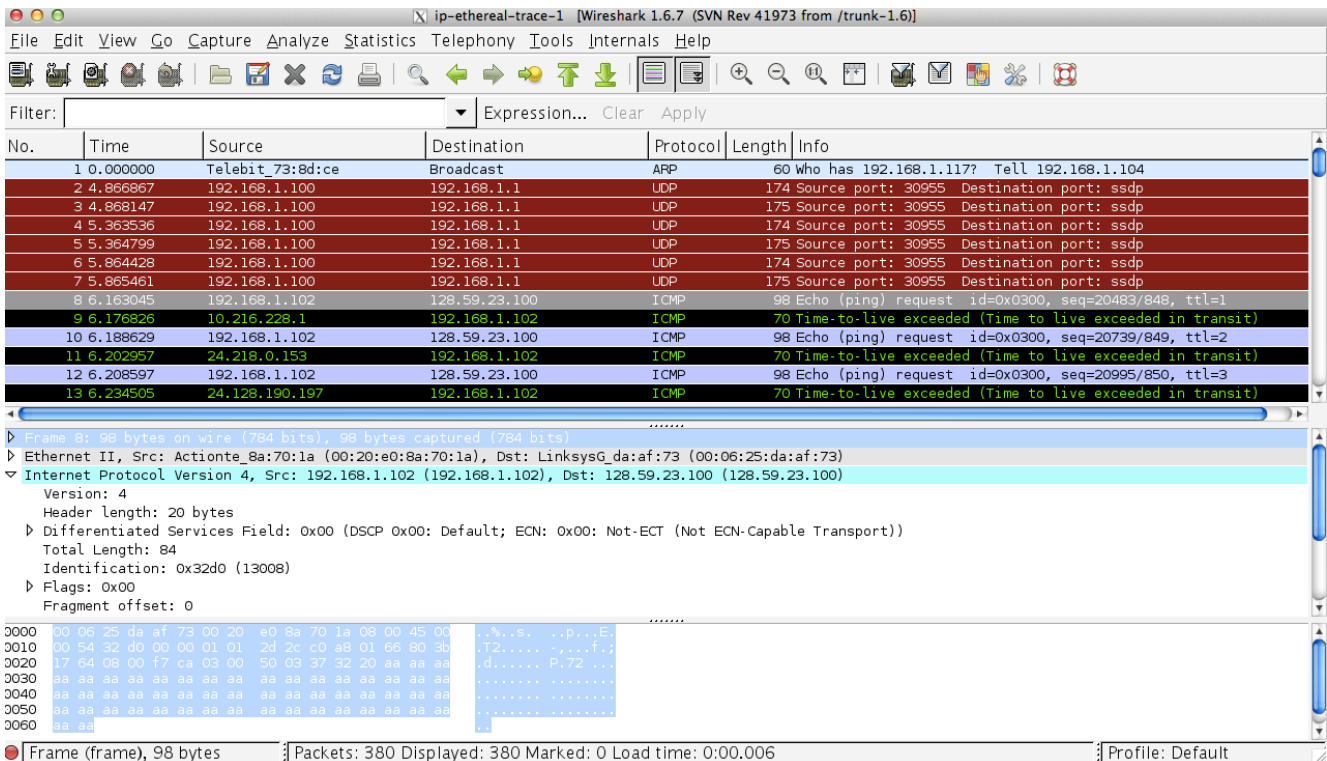 ip-ethereal-trace-1 [Wireshark 1.6.7 (SVN Rev 41973 from /trunk-1.6)]
File Edit View Go Capture Analyze Statistics Telephony Tools Internals Help
Filter: Expression... Clear Apply
No. Time Source Destination Protocol Length Info
1 0.000000 Telebit_73:8d:ce Broadcast ARP 60 Who has 192.168.1.117? Tell 192.168.1.104
2 4.866867 192.168.1.100 192.168.1.1 UDP 174 Source port: 30955 Destination port: ssdp
3 4.868147 192.168.1.100 192.168.1.1 UDP 175 Source port: 30955 Destination port: ssdp
4 5.363536 192.168.1.100 192.168.1.1 UDP 174 Source port: 30955 Destination port: ssdp
5 5.364799 192.168.1.100 192.168.1.1 UDP 175 Source port: 30955 Destination port: ssdp
6 5.864428 192.168.1.100 192.168.1.1 UDP 174 Source port: 30955 Destination port: ssdp
7 5.865461 192.168.1.100 192.168.1.1 UDP 175 Source port: 30955 Destination port: ssdp
8 6.163045 192.168.1.102 128.59.23.100 ICMP 98 Echo (ping) request id=0x0300, seq=20483/848, ttl=1
9 6.176826 10.216.228.1 192.168.1.102 ICMP 70 Time-to-live exceeded (Time to live exceeded in transit)
10 6.188629 192.168.1.102 128.59.23.100 ICMP 98 Echo (ping) request id=0x0300, seq=20739/849, ttl=2
11 6.202957 24.218.0.153 192.168.1.102 ICMP 70 Time-to-live exceeded (Time to live exceeded in transit)
12 6.208597 192.168.1.102 128.59.23.100 ICMP 98 Echo (ping) request id=0x0300, seq=20995/850, ttl=3
13 6.234505 24.128.190.197 192.168.1.102 ICMP 70 Time-to-live exceeded (Time to live exceeded in transit)
Frame 8: 98 bytes on wire (784 bits), 98 bytes captured (784 bits)
Ethernet II, Src: Actionte_8a:70:1a (00:20:e0:8a:70:1a), Dst: LinksysG_da:af:73 (00:06:25:da:af:73)
Internet Protocol Version 4, Src: 192.168.1.102 (192.168.1.102), Dst: 128.59.23.100 (128.59.23.100)
Version: 4
Header length: 20 bytes
Differentiated Services Field: 0x00 (DSCP 0x00: Default; ECN: 0x00: Not-ECT (Not ECN-Capable Transport))
Total Length: 84
Identification: 0x32d0 (13008)
Flags: 0x00
Fragment offset: 0
0000 00 06 25 da af 73 00 20 e0 8a 70 1a 08 00 45 00 ..%..s. ..p...E.
0010 00 54 32 d0 00 00 01 01 2d 2c c0 a8 01 66 80 3b .T2..... -,...f.;
0020 17 64 08 00 f7 ca 03 00 50 03 37 32 20 aa aa aa .d...... P.72 ...
0030 aa aa aa aa aa aa aa aa aa aa aa aa aa aa aa aa ........ ........
0040 aa aa aa aa aa aa aa aa aa aa aa aa aa aa aa aa ........ ........
0050 aa aa aa aa aa aa aa aa aa aa aa aa aa aa aa aa ........ ........
0060 aa aa ..
Frame (frame), 98 bytes Packets: 380 Displayed: 380 Marked: 0 Load time: 0:00.006 Profile: Default